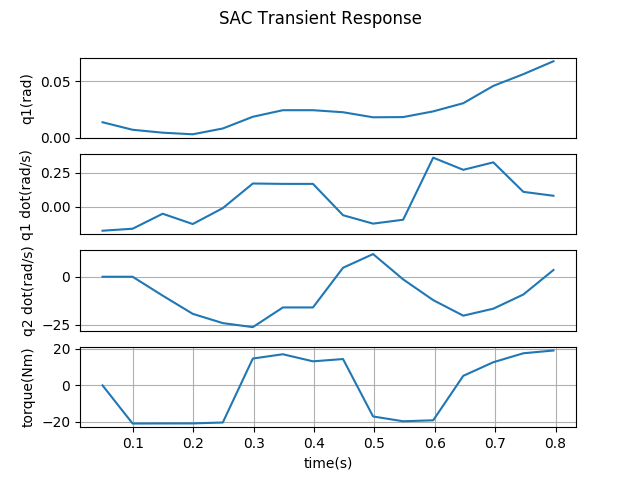 SAC Transient Response
0.05
0.00
q1(rad)
0.25
0.00
q1 dot(rad/s)
0
−25
q2 dot(rad/s)
20
0
−20
torque(Nm)
0.1 0.2 0.3 0.4 0.5 0.6 0.7 0.8
time(s)